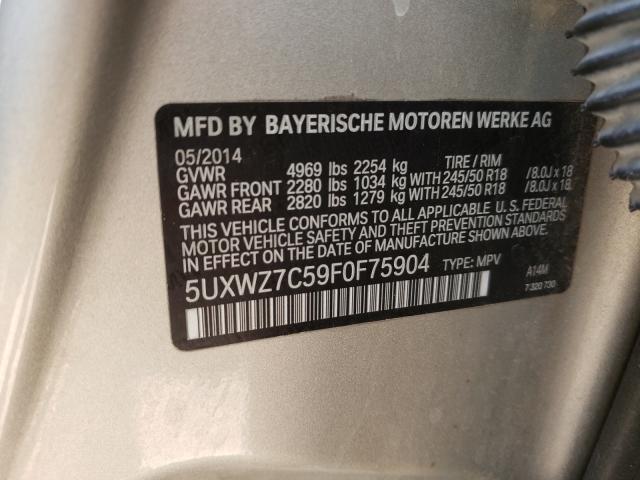 MFD BY BAYERISCHE MOTOREN WERKE AG
05/2014
GVWR 4969 lbs 2254 kg TIRE / RIM
GAWR FRONT 2280 lbs 1034 kg WITH 245/50 R18 /8.0J x 18
GAWR REAR 2820 lbs 1279 kg WITH 245/50 R18 /8.0J x 18
THIS VEHICLE CONFORMS TO ALL APPLICABLE U. S. FEDERAL
MOTOR VEHICLE SAFETY AND THEFT PREVENTION STANDARDS
IN EFFECT ON THE DATE OF MANUFACTURE SHOWN ABOVE.
5UXWZ7C59F0F75904 TYPE: MPV A14M
7 320 730